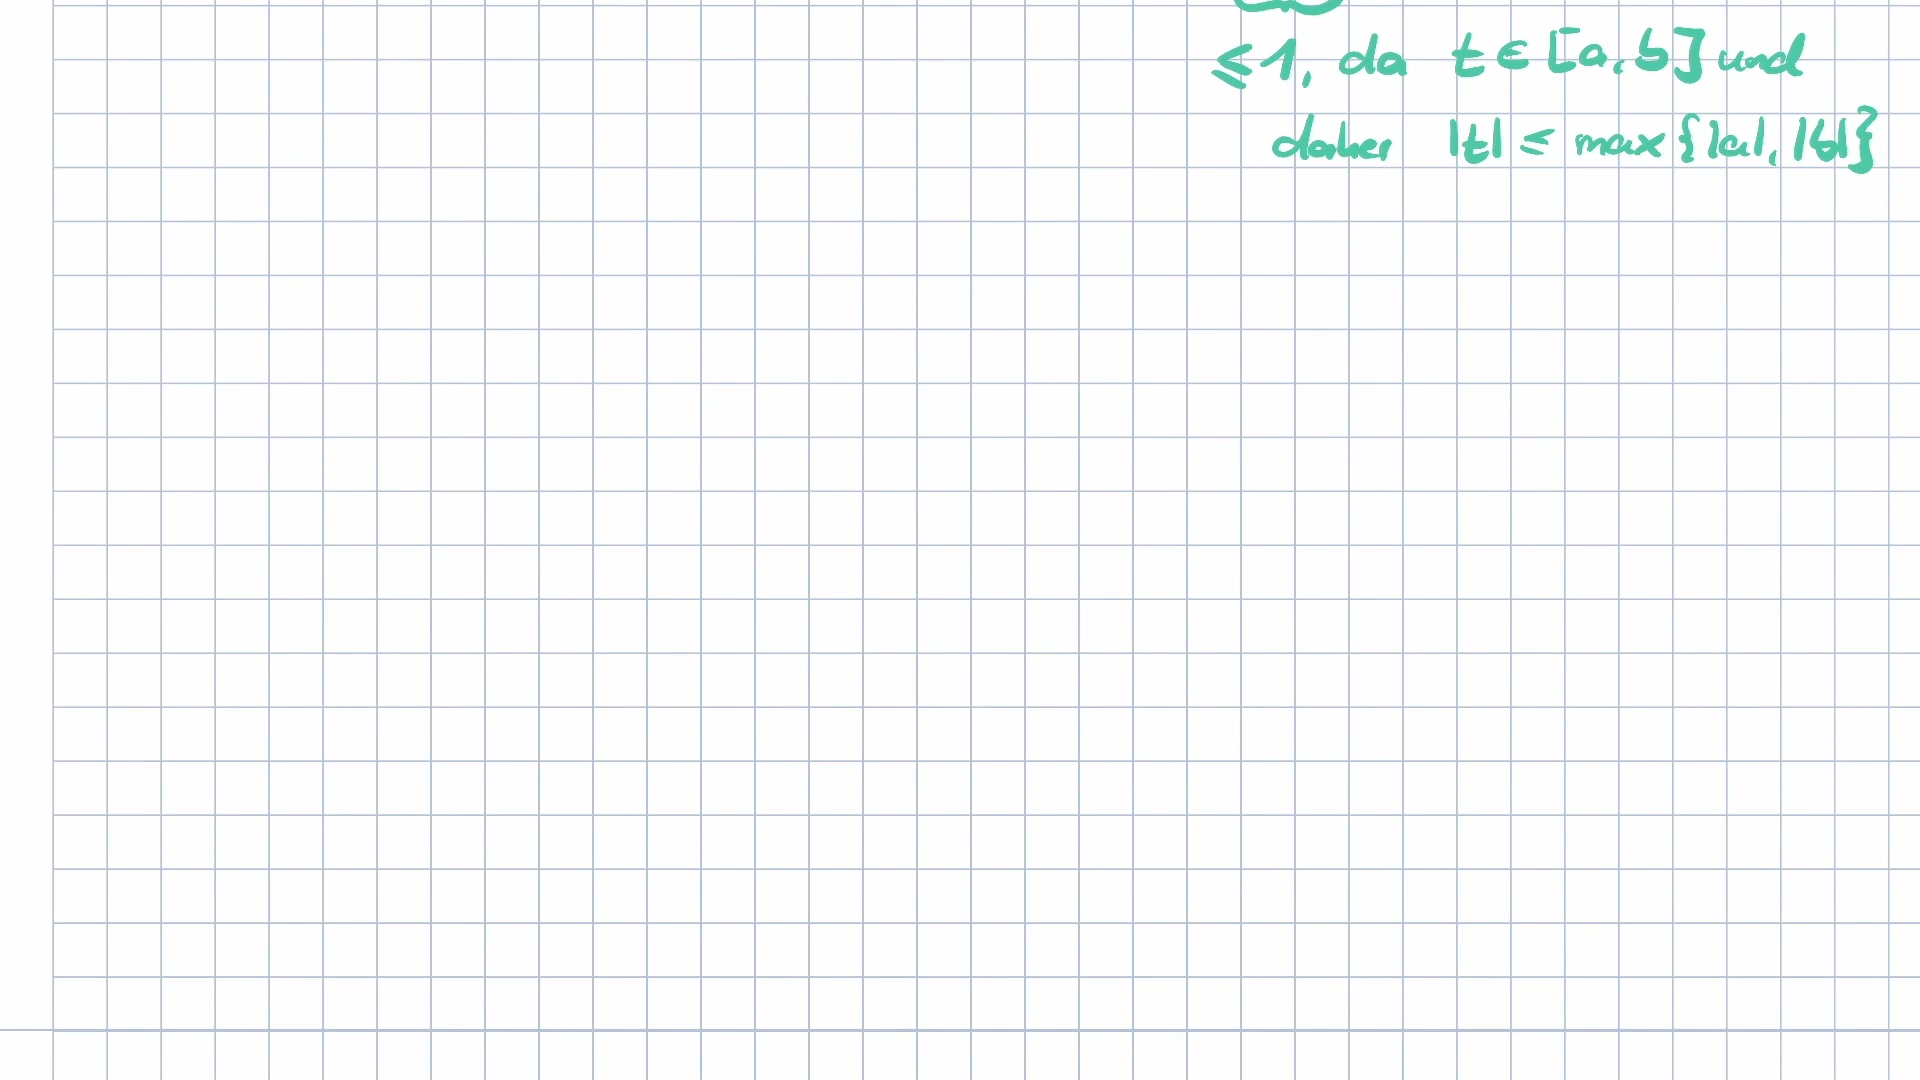 ≤1, da t ∈ [a, b] und
daher |t| ≤ max{|a|, |b|}